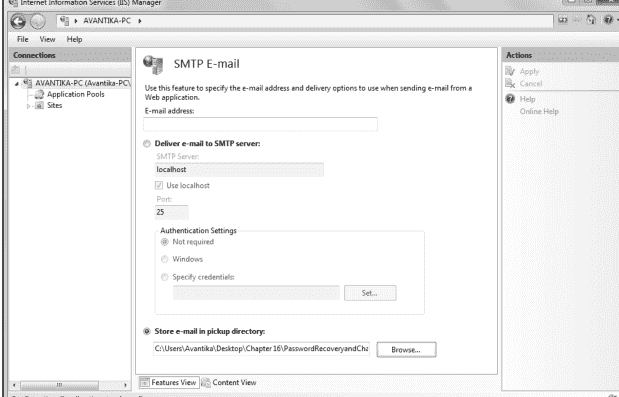 Internet Information Services (IIS) Manager
AVANTIKA-PC
File View Help
Connections
AVANTIKA-PC (Avantika-PC\
Application Pools
Sites
SMTP E-mail
Use this feature to specify the e-mail address and delivery options to use when sending e-mail from a
Web application.
E-mail address:
Deliver e-mail to SMTP server:
SMTP Server:
localhost
Use localhost
Port:
25
Authentication Settings
Not required
Windows
Specify credentials:
Set...
Store e-mail in pickup directory:
C:\Users\Avantika\Desktop\Chapter 16\PasswordRecoveryandCha
Browse...
Features View Content View
Actions
Apply
Cancel
Help
Online Help